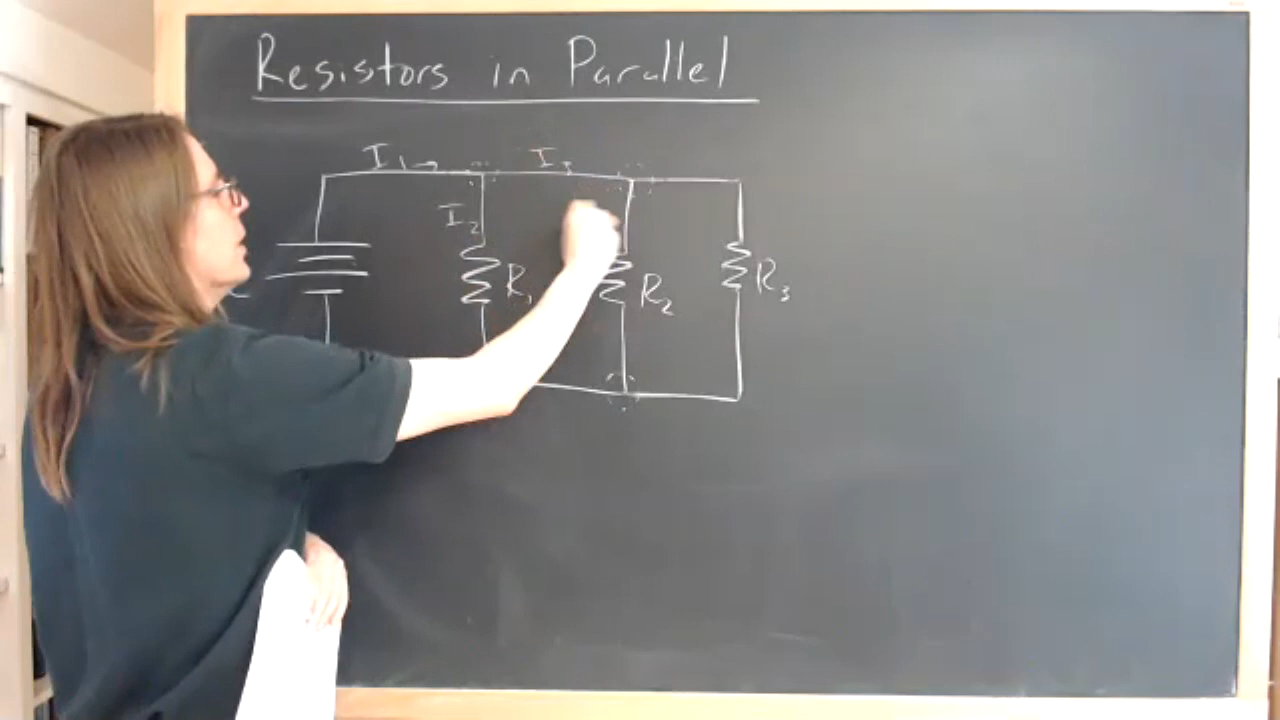 Resistors in Parallel
I₁→ I₃
I₂
R₁ R₂ R₃